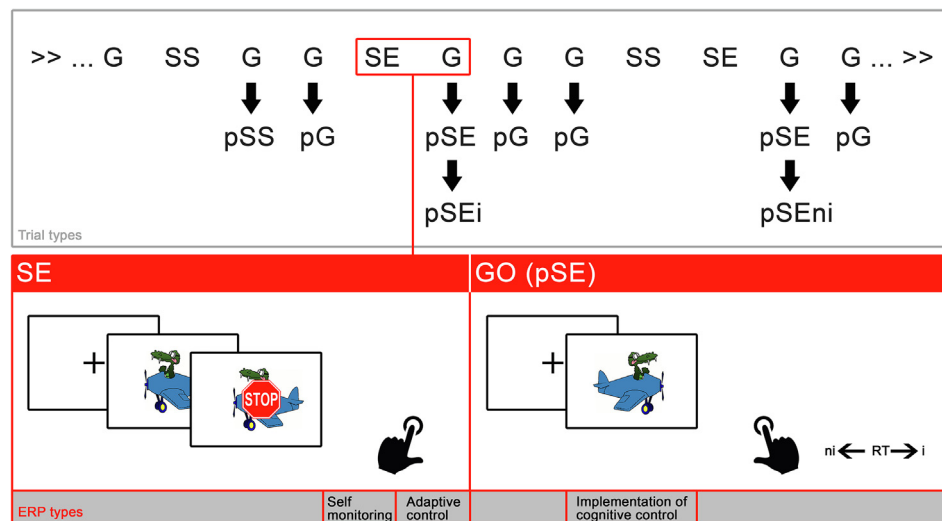 >> ... G SS G G SE G G G SS SE G G ... >>
pSS pG pSE pG pG pSE pG
pSEi pSEni
Trial types
SE GO (pSE)
+ +
STOP
ni RT i
ERP types Self monitoring Adaptive control Implementation of cognitive control